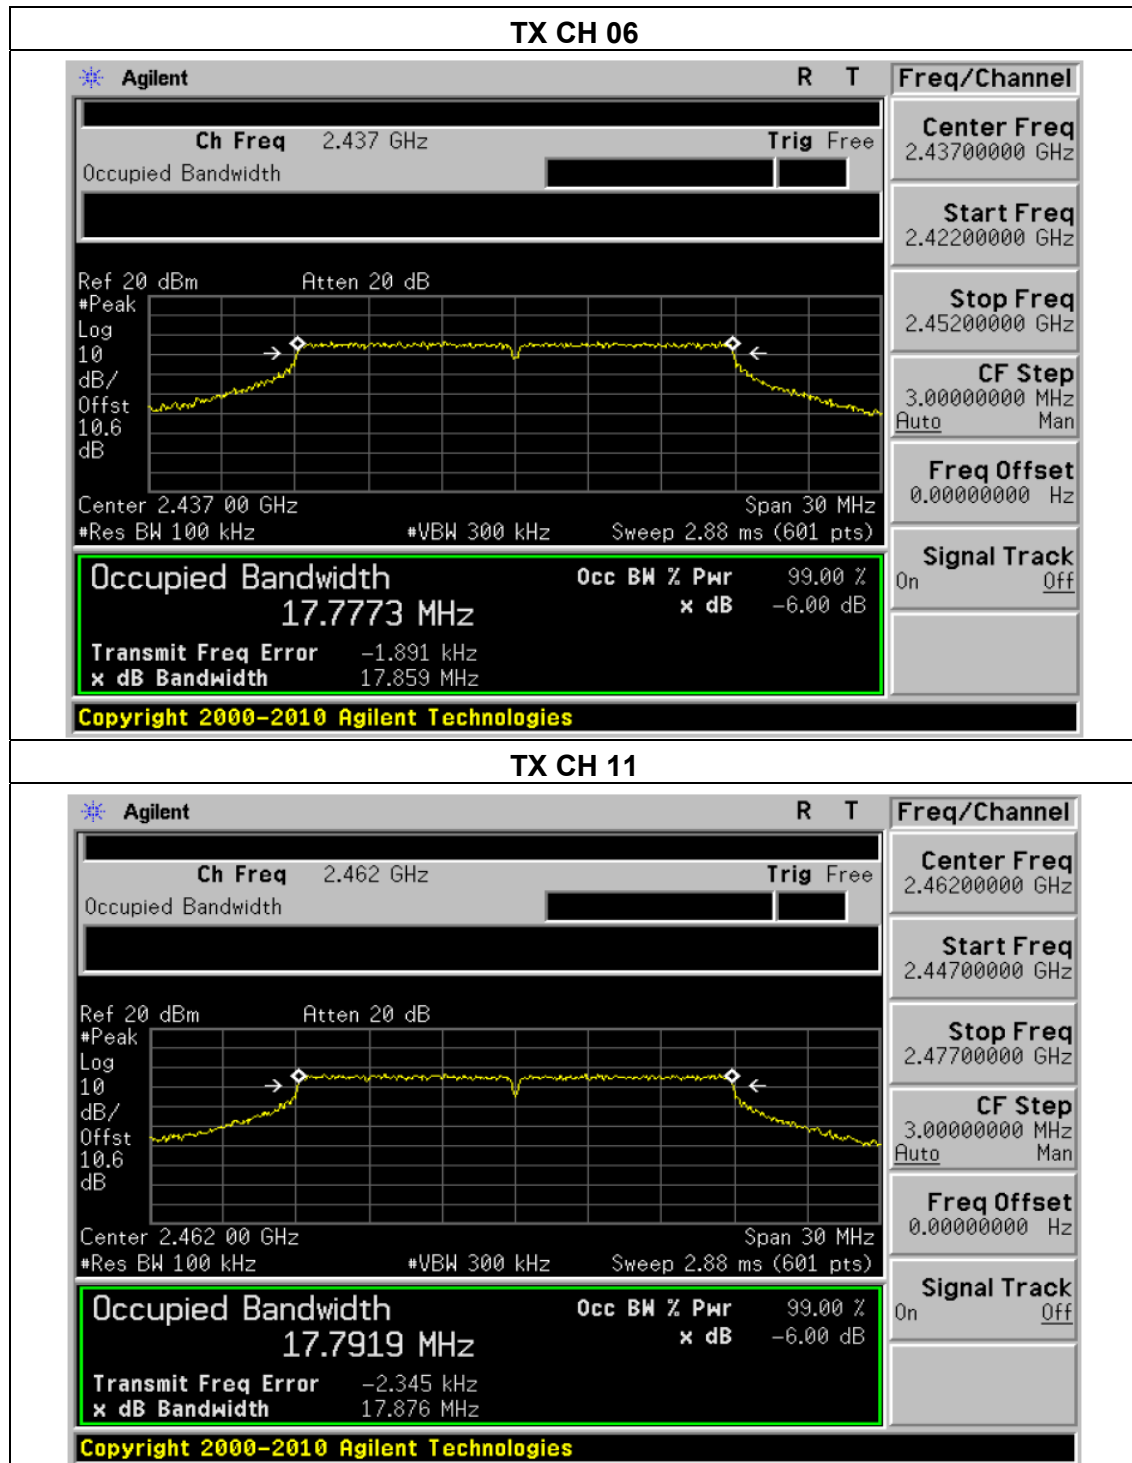 TX CH 06
Agilent R T Freq/Channel
Ch Freq 2.437 GHz Trig Free
Occupied Bandwidth
Center Freq
2.43700000 GHz
Start Freq
2.42200000 GHz
Stop Freq
2.45200000 GHz
CF Step
3.00000000 MHz
Auto Man
Freq Offset
0.00000000 Hz
Signal Track
On Off
Ref 20 dBm Atten 20 dB
#Peak
Log
10
dB/
Offst
10.6
dB
Center 2.437 00 GHz Span 30 MHz
#Res BW 100 kHz #VBW 300 kHz Sweep 2.88 ms (601 pts)
Occupied Bandwidth Occ BW % Pwr 99.00 %
17.7773 MHz x dB -6.00 dB
Transmit Freq Error -1.891 kHz
x dB Bandwidth 17.859 MHz
Copyright 2000-2010 Agilent Technologies
TX CH 11
Agilent R T Freq/Channel
Ch Freq 2.462 GHz Trig Free
Occupied Bandwidth
Center Freq
2.46200000 GHz
Start Freq
2.44700000 GHz
Stop Freq
2.47700000 GHz
CF Step
3.00000000 MHz
Auto Man
Freq Offset
0.00000000 Hz
Signal Track
On Off
Ref 20 dBm Atten 20 dB
#Peak
Log
10
dB/
Offst
10.6
dB
Center 2.462 00 GHz Span 30 MHz
#Res BW 100 kHz #VBW 300 kHz Sweep 2.88 ms (601 pts)
Occupied Bandwidth Occ BW % Pwr 99.00 %
17.7919 MHz x dB -6.00 dB
Transmit Freq Error -2.345 kHz
x dB Bandwidth 17.876 MHz
Copyright 2000-2010 Agilent Technologies